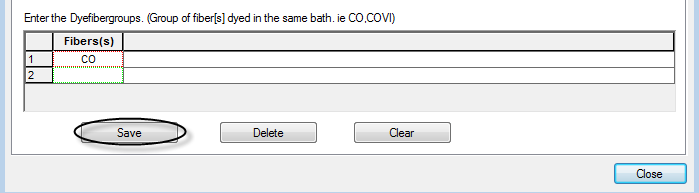 Enter the Dyefibergroups. (Group of fiber[s] dyed in the same bath. ie CO,COVI)
Fibers(s)
1 CO
2
Save Delete Clear
Close